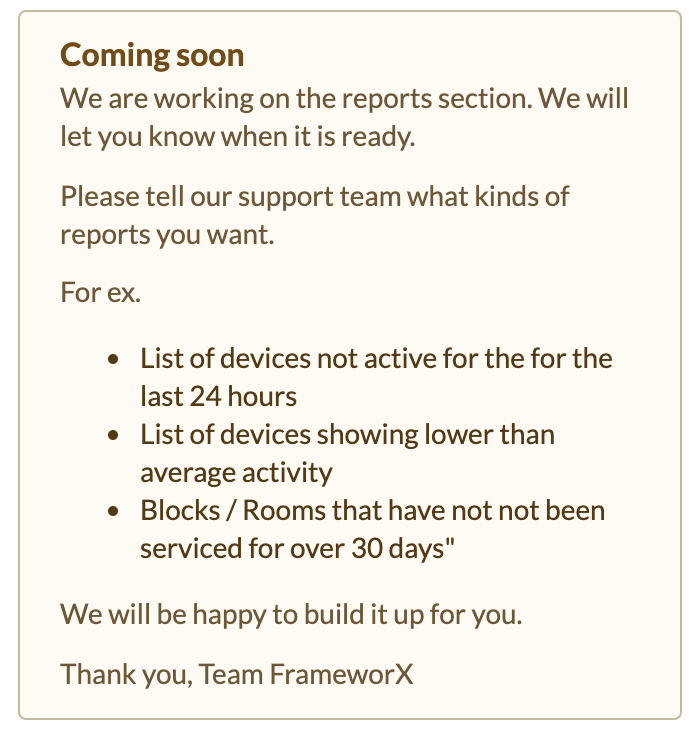 Coming soon
We are working on the reports section. We will
let you know when it is ready.
Please tell our support team what kinds of
reports you want.
For ex.
• List of devices not active for the for the
last 24 hours
• List of devices showing lower than
average activity
• Blocks / Rooms that have not not been
serviced for over 30 days"
We will be happy to build it up for you.
Thank you, Team FrameworX